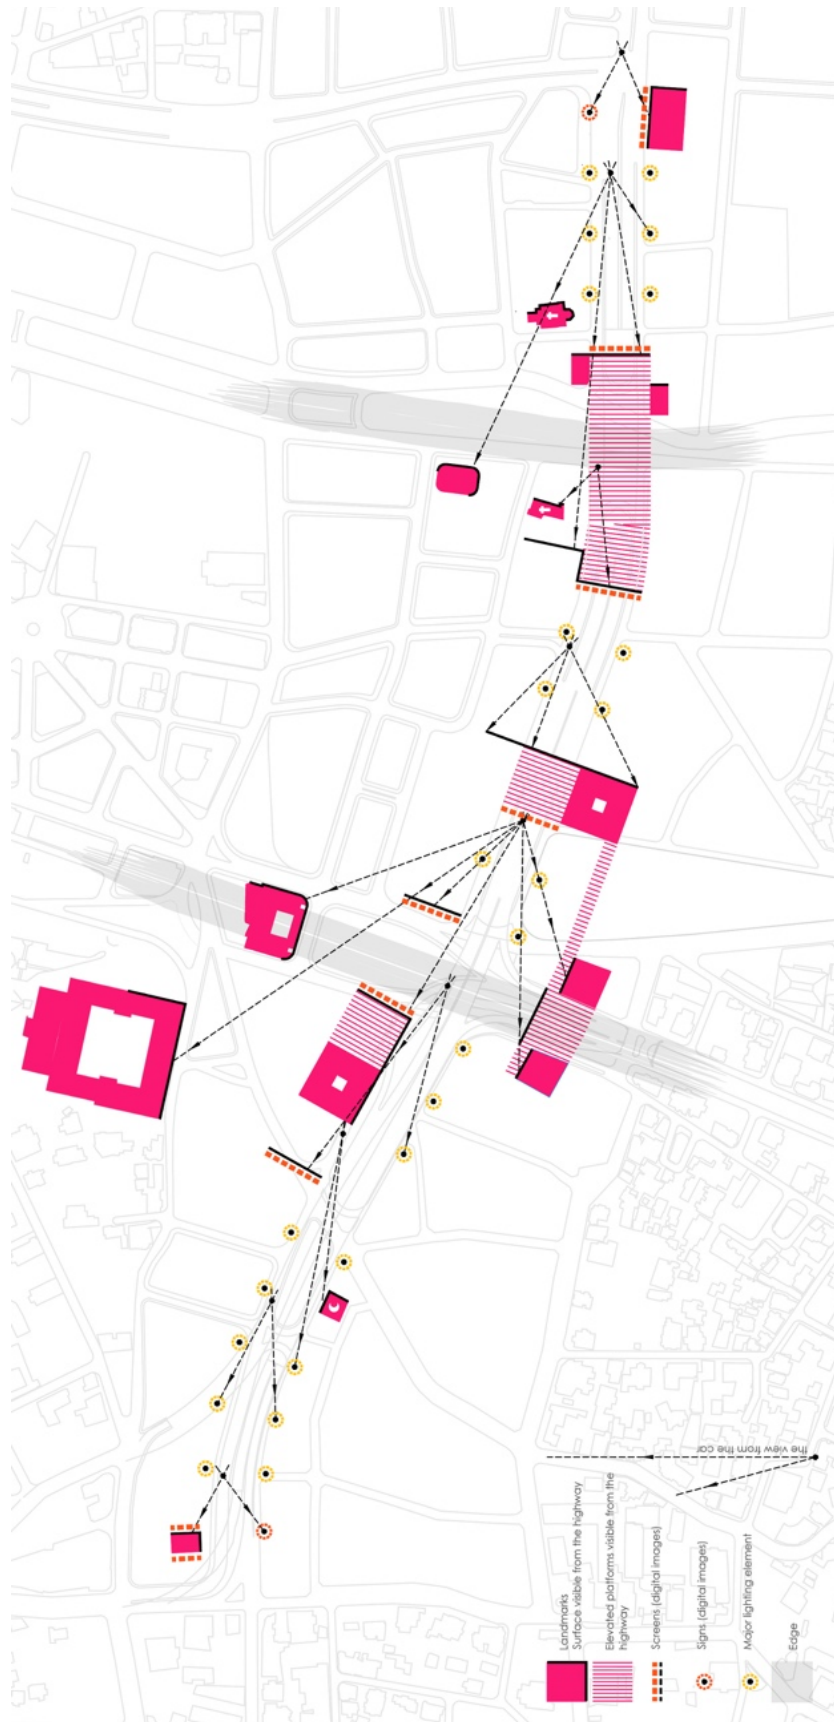 the view from the car
Landmarks
Surface visible from the highway
Elevated platforms visible from the
highway
Screens (digital images)
Signs (digital images)
Major lighting element
Edge